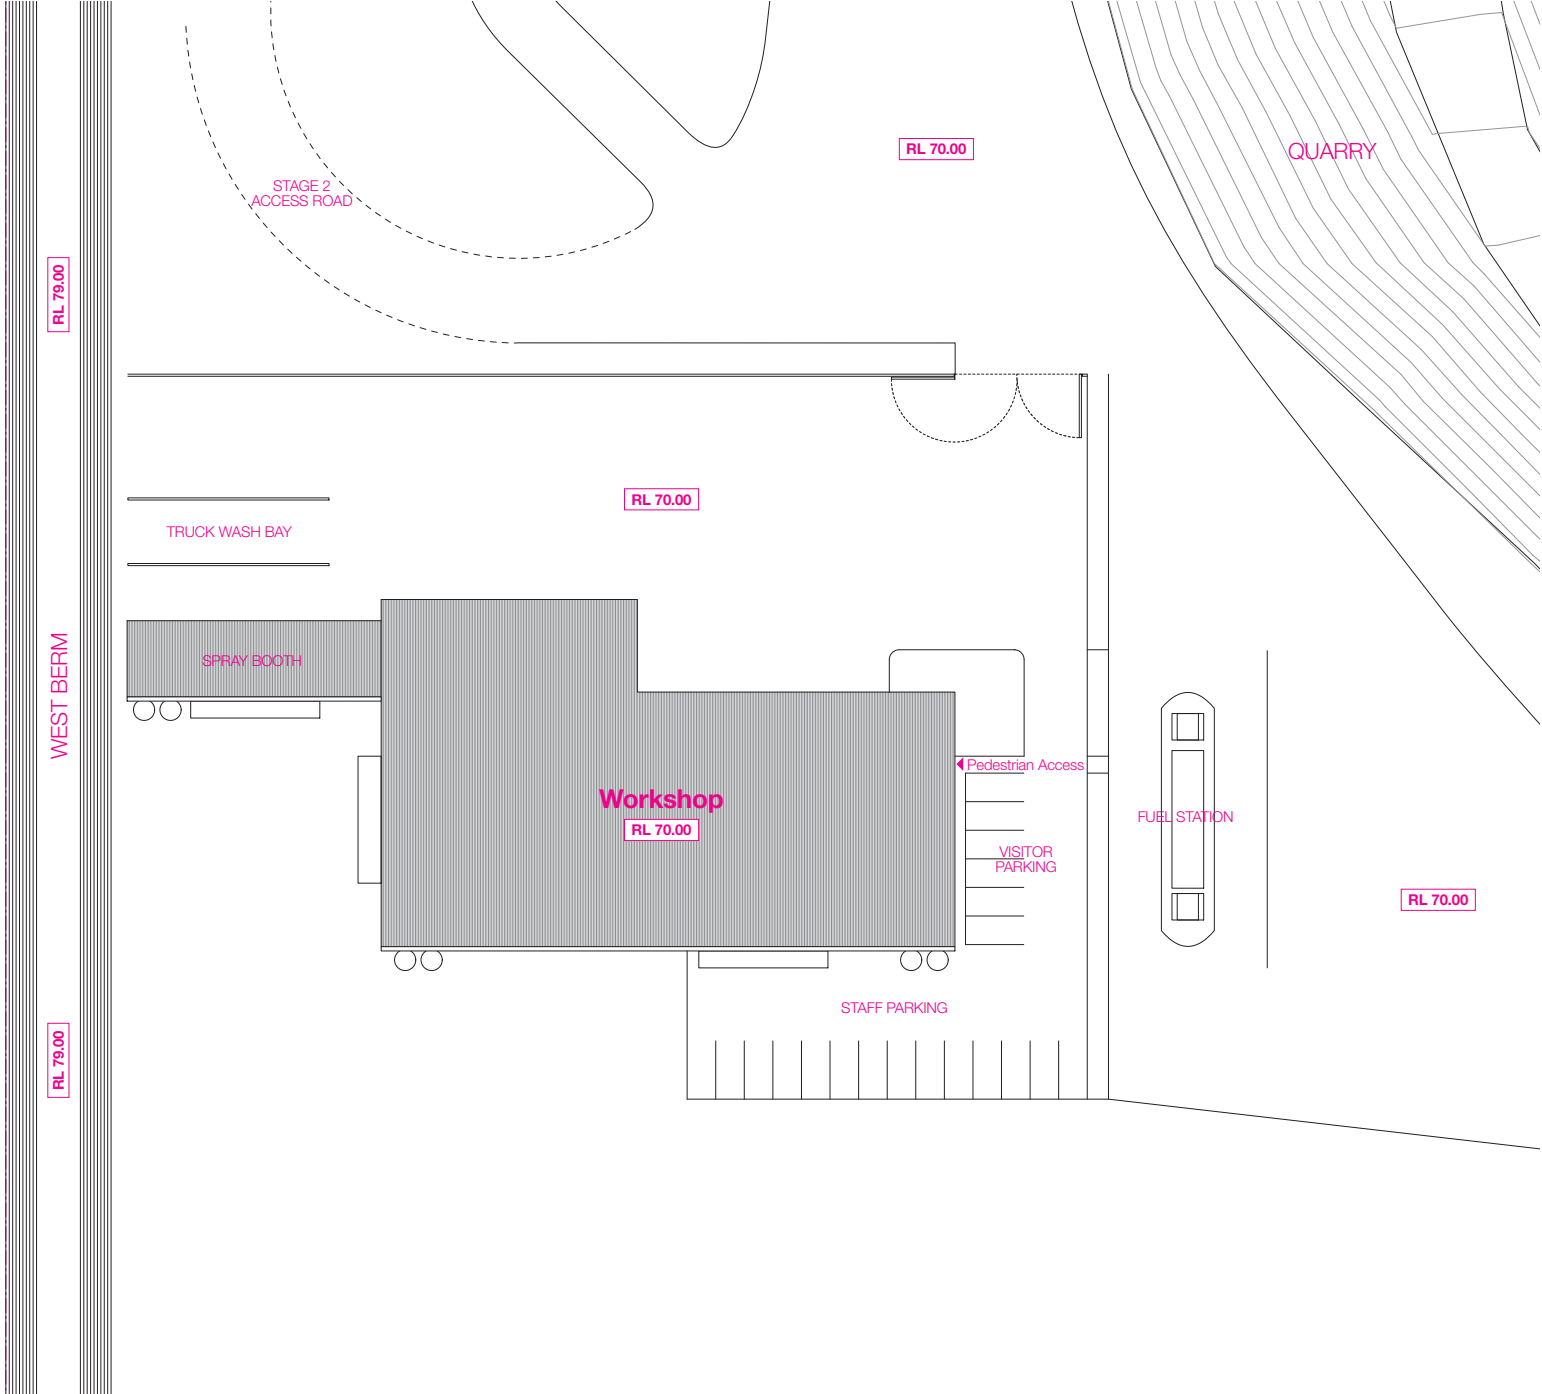 RL 70.00
QUARRY
STAGE 2
ACCESS ROAD
RL 79.00
RL 70.00
TRUCK WASH BAY
SPRAY BOOTH
WEST BERM
Pedestrian Access
Workshop
RL 70.00
FUEL STATION
VISITOR
PARKING
RL 70.00
STAFF PARKING
RL 79.00